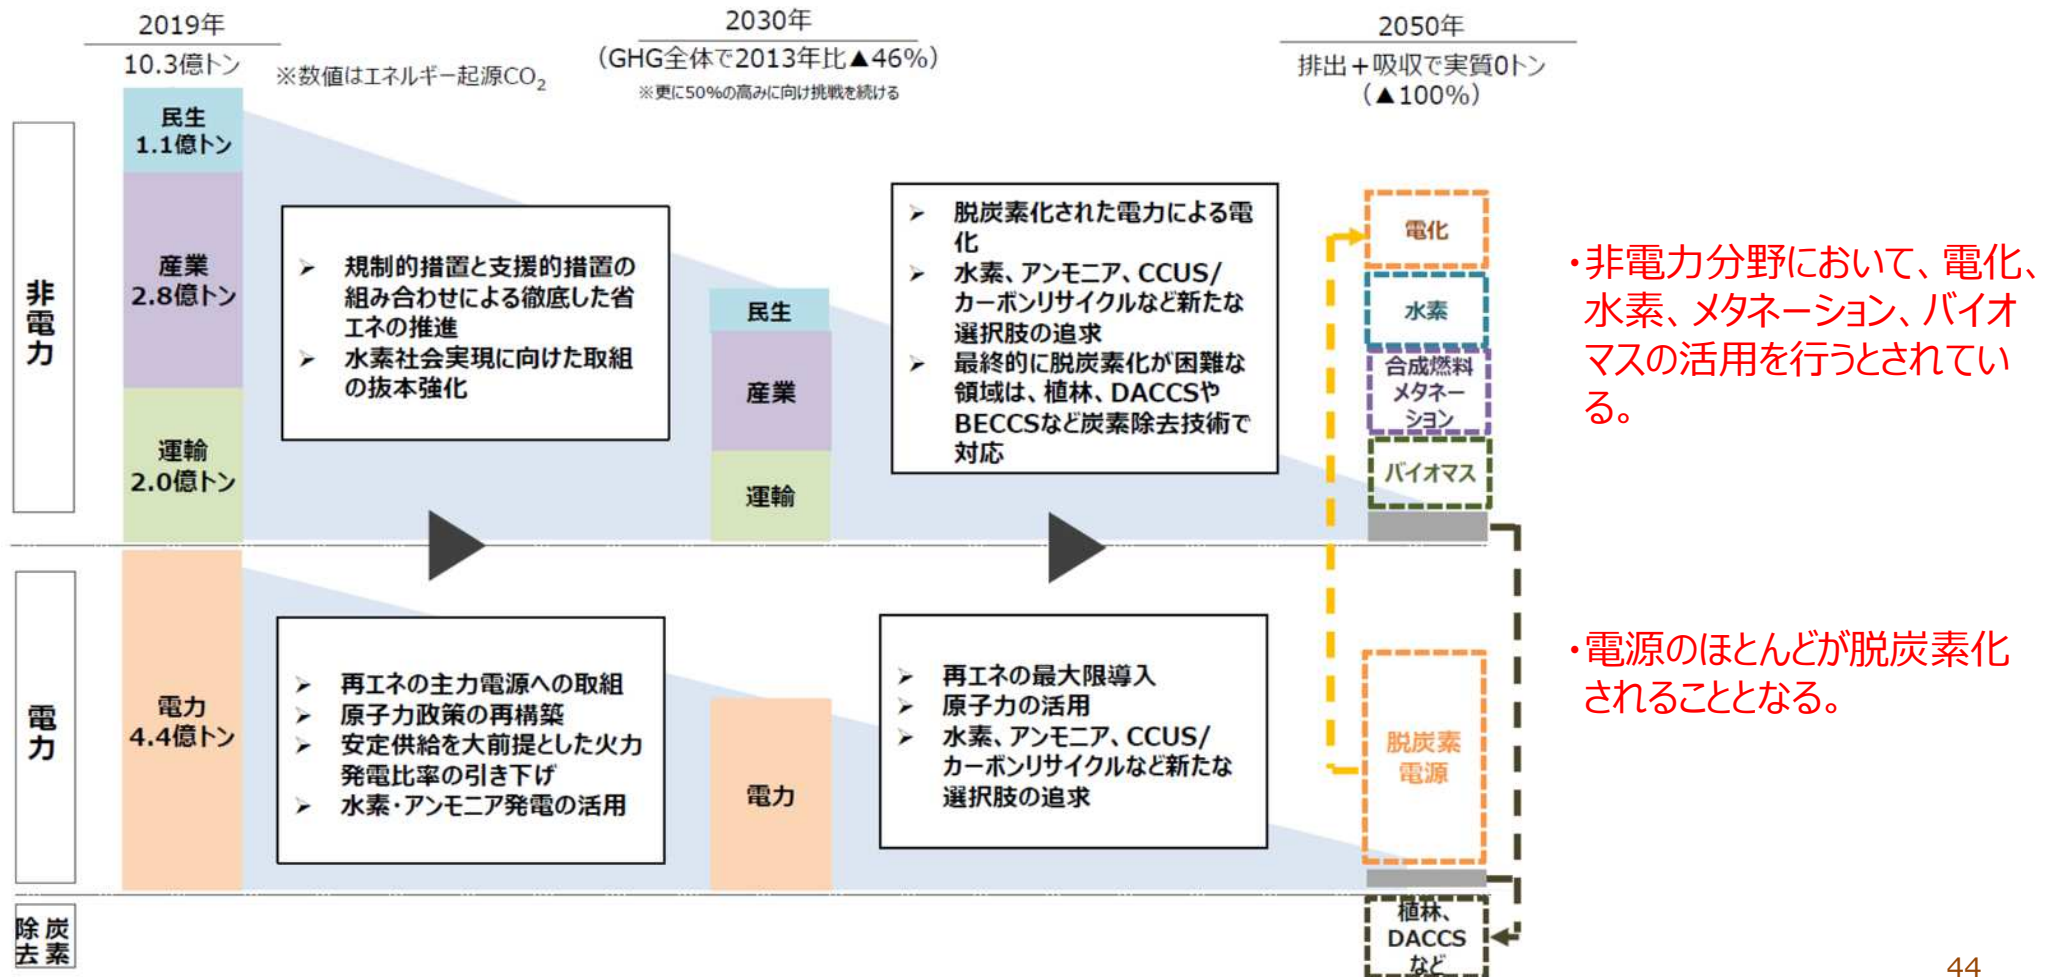 2019年
10.3億トン
※数値はエネルギー起源CO2
2030年
（GHG全体で2013年比▲46%）
※更に50%の高みに向け挑戦を続ける
2050年
排出＋吸収で実質0トン
（▲100%）
非電力
民生
1.1億トン
産業
2.8億トン
運輸
2.0億トン
➢ 規制的措置と支援的措置の
組み合わせによる徹底した省
エネの推進
➢ 水素社会実現に向けた取組
の抜本強化
民生
産業
運輸
➢ 脱炭素化された電力による電
化
➢ 水素、アンモニア、CCUS/
カーボンリサイクルなど新たな
選択肢の追求
➢ 最終的に脱炭素化が困難な
領域は、植林、DACCSや
BECCSなど炭素除去技術で
対応
電化
水素
合成燃料
メタネー
ション
バイオマス
・非電力分野において、電化、
水素、メタネーション、バイオ
マスの活用を行うとされてい
る。
電力
電力
4.4億トン
➢ 再エネの主力電源への取組
➢ 原子力政策の再構築
➢ 安定供給を大前提とした火力
発電比率の引き下げ
➢ 水素・アンモニア発電の活用
電力
➢ 再エネの最大限導入
➢ 原子力の活用
➢ 水素、アンモニア、CCUS/
カーボンリサイクルなど新たな
選択肢の追求
脱炭素
電源
・電源のほとんどが脱炭素化
されることとなる。
炭素
除去
植林、
DACCS
など
44